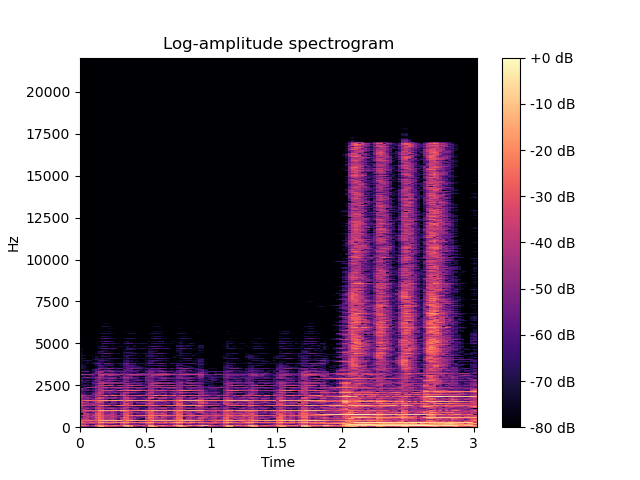 Log-amplitude spectrogram
+0 dB
20000
-10 dB
17500
-20 dB
15000
-30 dB
12500
Hz
-40 dB
10000
-50 dB
7500
-60 dB
5000
-70 dB
2500
0
-80 dB
0 0.5 1 1.5 2 2.5 3
Time